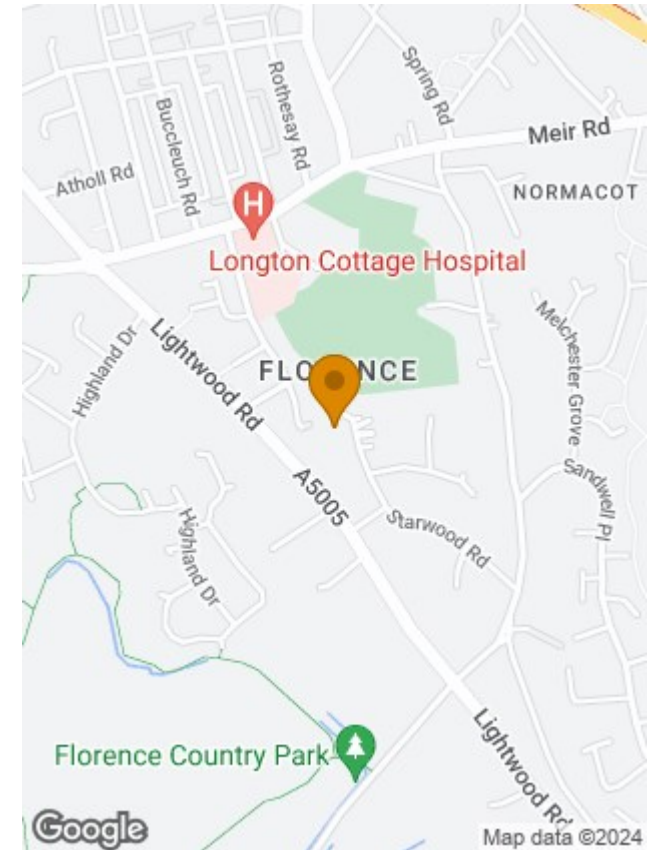 Rothesay Rd
Spring Rd
Buccleuch Rd
Meir Rd
Atholl Rd
NORMACOT
H
Longton Cottage Hospital
Melchester Grove
Highland Dr
Lightwood Rd
FLO NCE
A5005
Sandwell Pl
Starwood Rd
Highland Dr
Florence Country Park
Lightwood Rd
Google
Map data ©2024